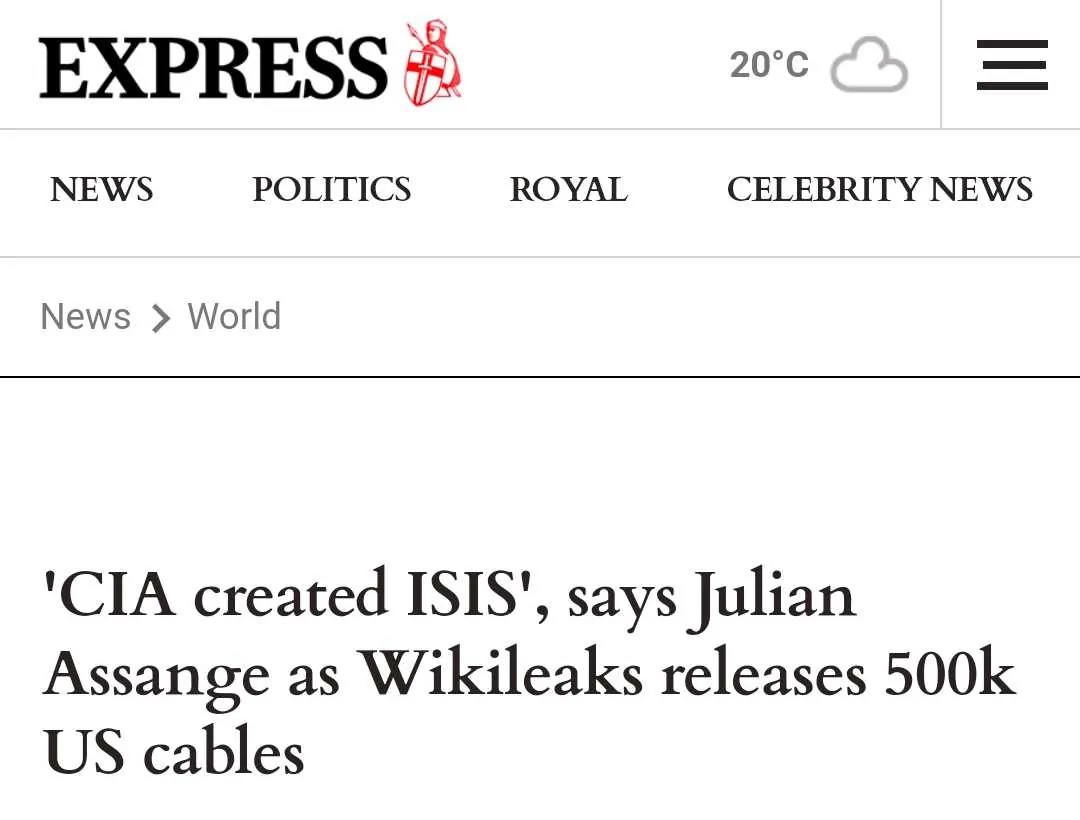 EXPRESS
20°C
NEWS POLITICS ROYAL CELEBRITY NEWS
News > World
'CIA created ISIS', says Julian
Assange as Wikileaks releases 500k
US cables